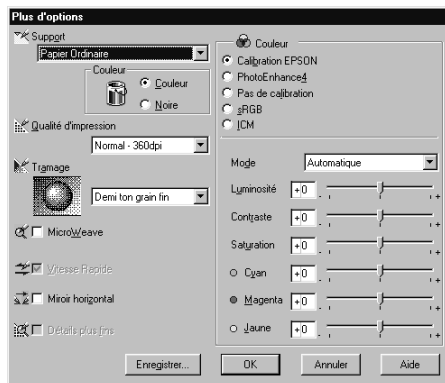 Plus d'options
Support
Papier Ordinaire
Couleur
Couleur
Noire
Qualité d'impression
Normal - 360dpi
Tramage
Demi ton grain fin
MicroWeave
Vitesse Rapide
Miroir horizontal
Détails plus fins
Couleur
Calibration EPSON
PhotoEnhance4
Pas de calibration
sRGB
ICM
Mode Automatique
Luminosité +0 - +
Contraste +0 - +
Saturation +0 - +
Cyan +0 - +
Magenta +0 - +
Jaune +0 - +
Enregistrer... OK Annuler Aide